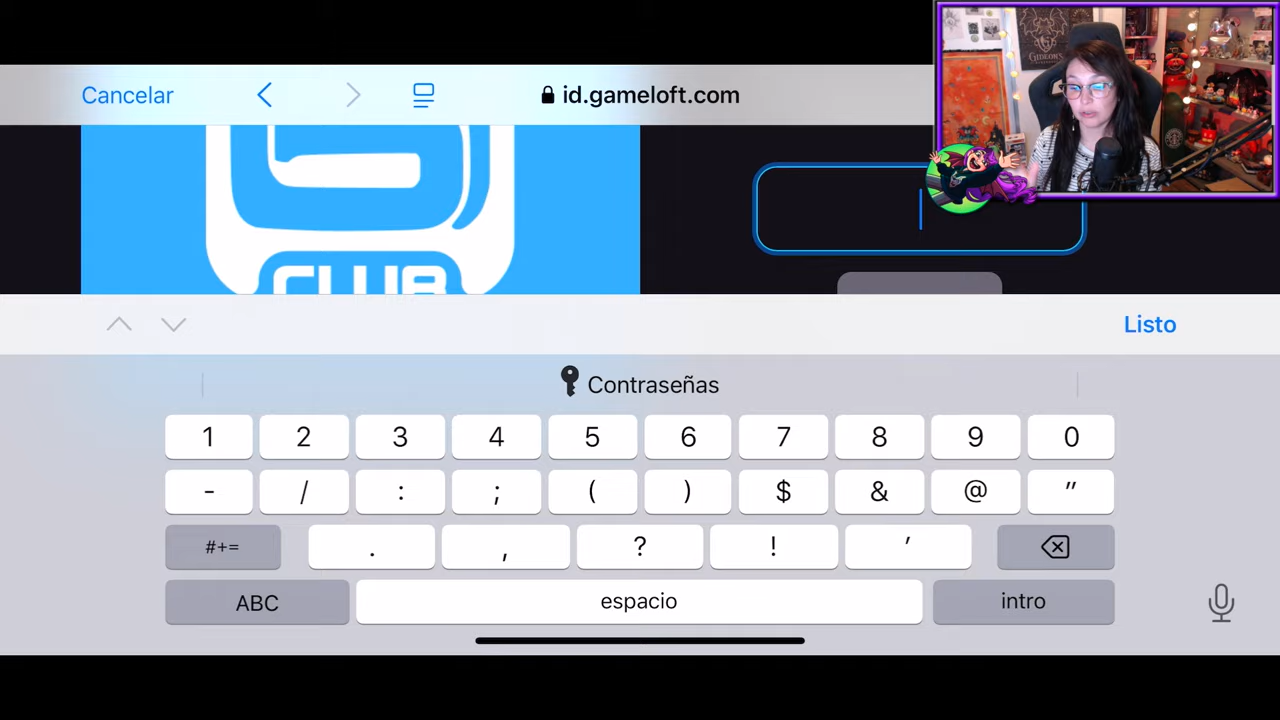 Cancelar
id.gameloft.com
GIDEON'S
CLUB
Listo
Contraseñas
1 2 3 4 5 6 7 8 9 0
- / : ; ( ) $ & @ "
#+= . , ? ! '
ABC espacio intro